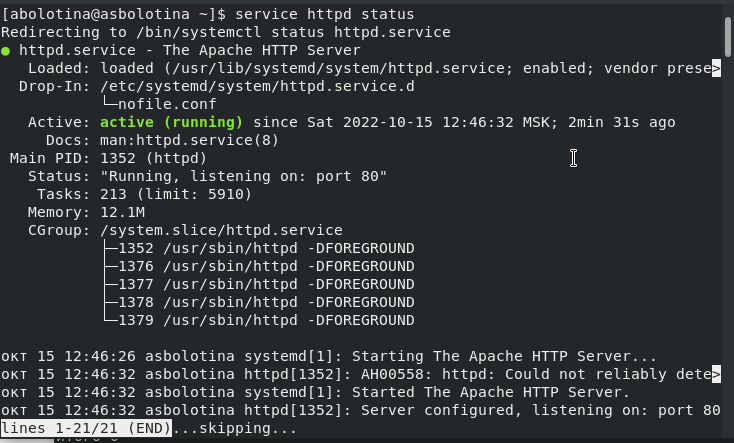 [abolotina@asbolotina ~]$ service httpd status
Redirecting to /bin/systemctl status httpd.service
● httpd.service - The Apache HTTP Server
   Loaded: loaded (/usr/lib/systemd/system/httpd.service; enabled; vendor prese>
  Drop-In: /etc/systemd/system/httpd.service.d
           └─nofile.conf
   Active: active (running) since Sat 2022-10-15 12:46:32 MSK; 2min 31s ago
     Docs: man:httpd.service(8)
 Main PID: 1352 (httpd)
   Status: "Running, listening on: port 80"
    Tasks: 213 (limit: 5910)
   Memory: 12.1M
   CGroup: /system.slice/httpd.service
           ├─1352 /usr/sbin/httpd -DFOREGROUND
           ├─1376 /usr/sbin/httpd -DFOREGROUND
           ├─1377 /usr/sbin/httpd -DFOREGROUND
           ├─1378 /usr/sbin/httpd -DFOREGROUND
           └─1379 /usr/sbin/httpd -DFOREGROUND
окт 15 12:46:26 asbolotina systemd[1]: Starting The Apache HTTP Server...
окт 15 12:46:32 asbolotina httpd[1352]: AH00558: httpd: Could not reliably dete>
окт 15 12:46:32 asbolotina systemd[1]: Started The Apache HTTP Server.
окт 15 12:46:32 asbolotina httpd[1352]: Server configured, listening on: port 80
lines 1-21/21 (END)...skipping...